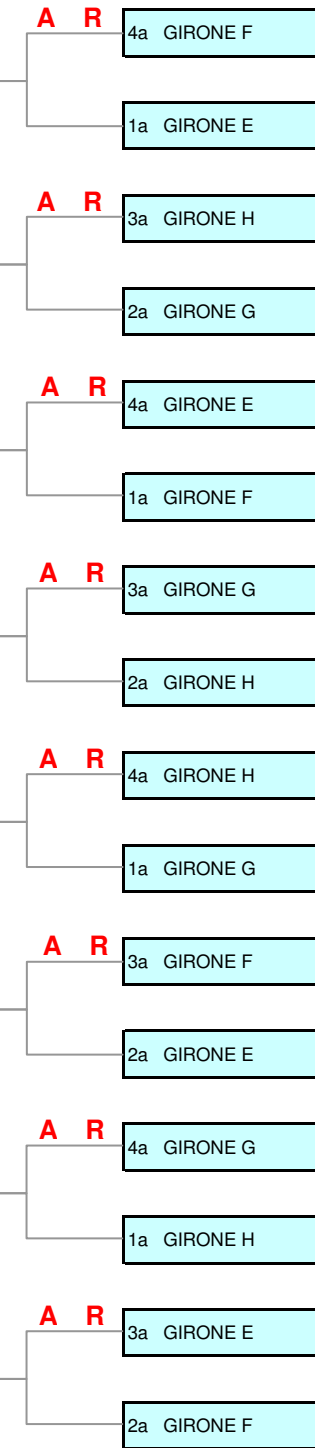 A R
4a GIRONE F
1a GIRONE E
A R
3a GIRONE H
2a GIRONE G
A R
4a GIRONE E
1a GIRONE F
A R
3a GIRONE G
2a GIRONE H
A R
4a GIRONE H
1a GIRONE G
A R
3a GIRONE F
2a GIRONE E
A R
4a GIRONE G
1a GIRONE H
A R
3a GIRONE E
2a GIRONE F